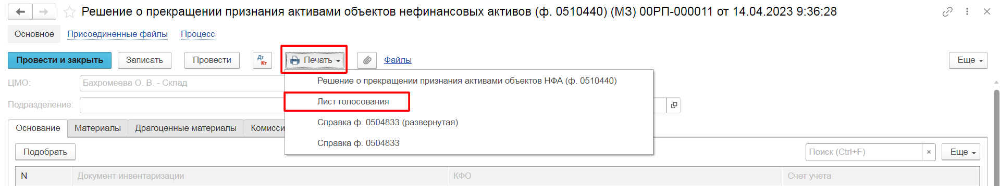 Решение о прекращении признания активами объектов нефинансовых активов (ф. 0510440) (МЗ) 00РП-000011 от 14.04.2023 9:36:28
Основное Присоединенные файлы Процесс
Провести и закрыть Записать Провести Дт Кт Печать Файлы Еще
ЦМО: Бахромеева О. В. - Склад
Решение о прекращении признания активами объектов НФА (ф. 0510440)
Подразделение:
Лист голосования
Основание Материалы Драгоценные материалы Комисси
Справка ф. 0504833 (развернутая)
Справка ф. 0504833
Подобрать Поиск (Ctrl+F) × Еще
N Документ инвентаризации КФО Счет учета